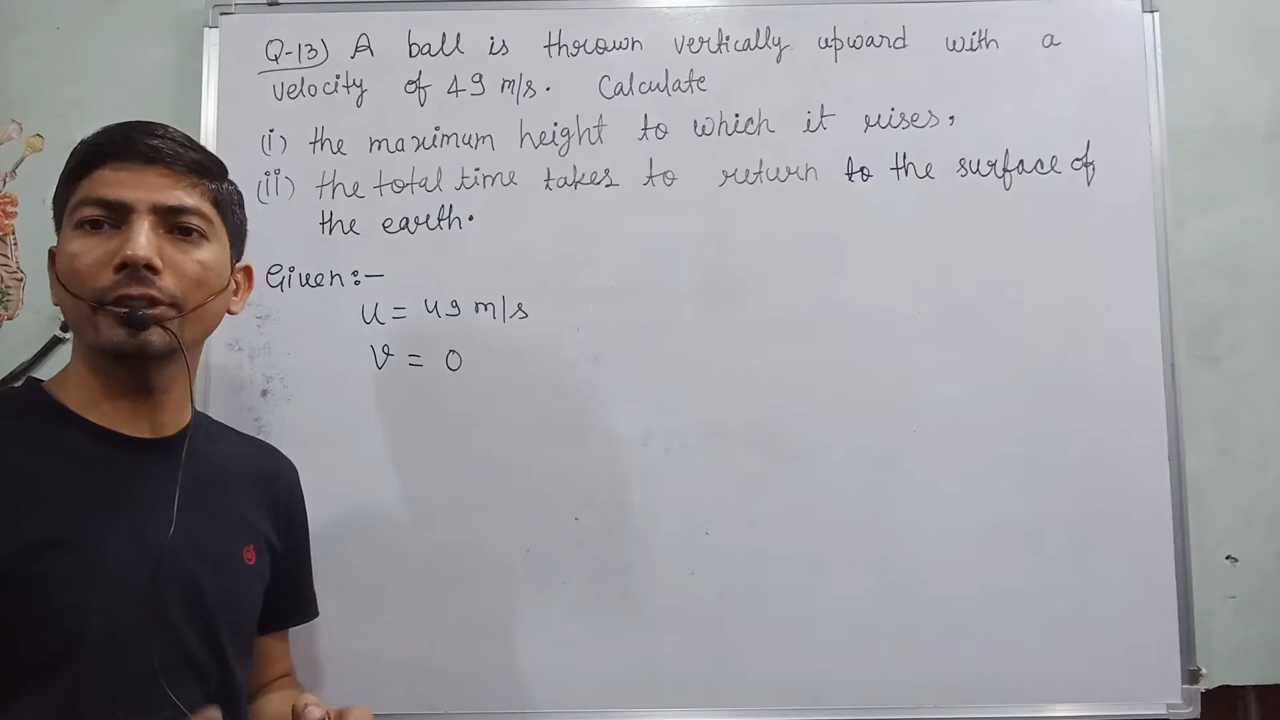 Q-13) A ball is thrown vertically upward with a
velocity of 49 m/s. Calculate
(i) the maximum height to which it rises,
(ii) the total time takes to return to the surface of
the earth.
Given:-
u = 49 m/s
v = 0